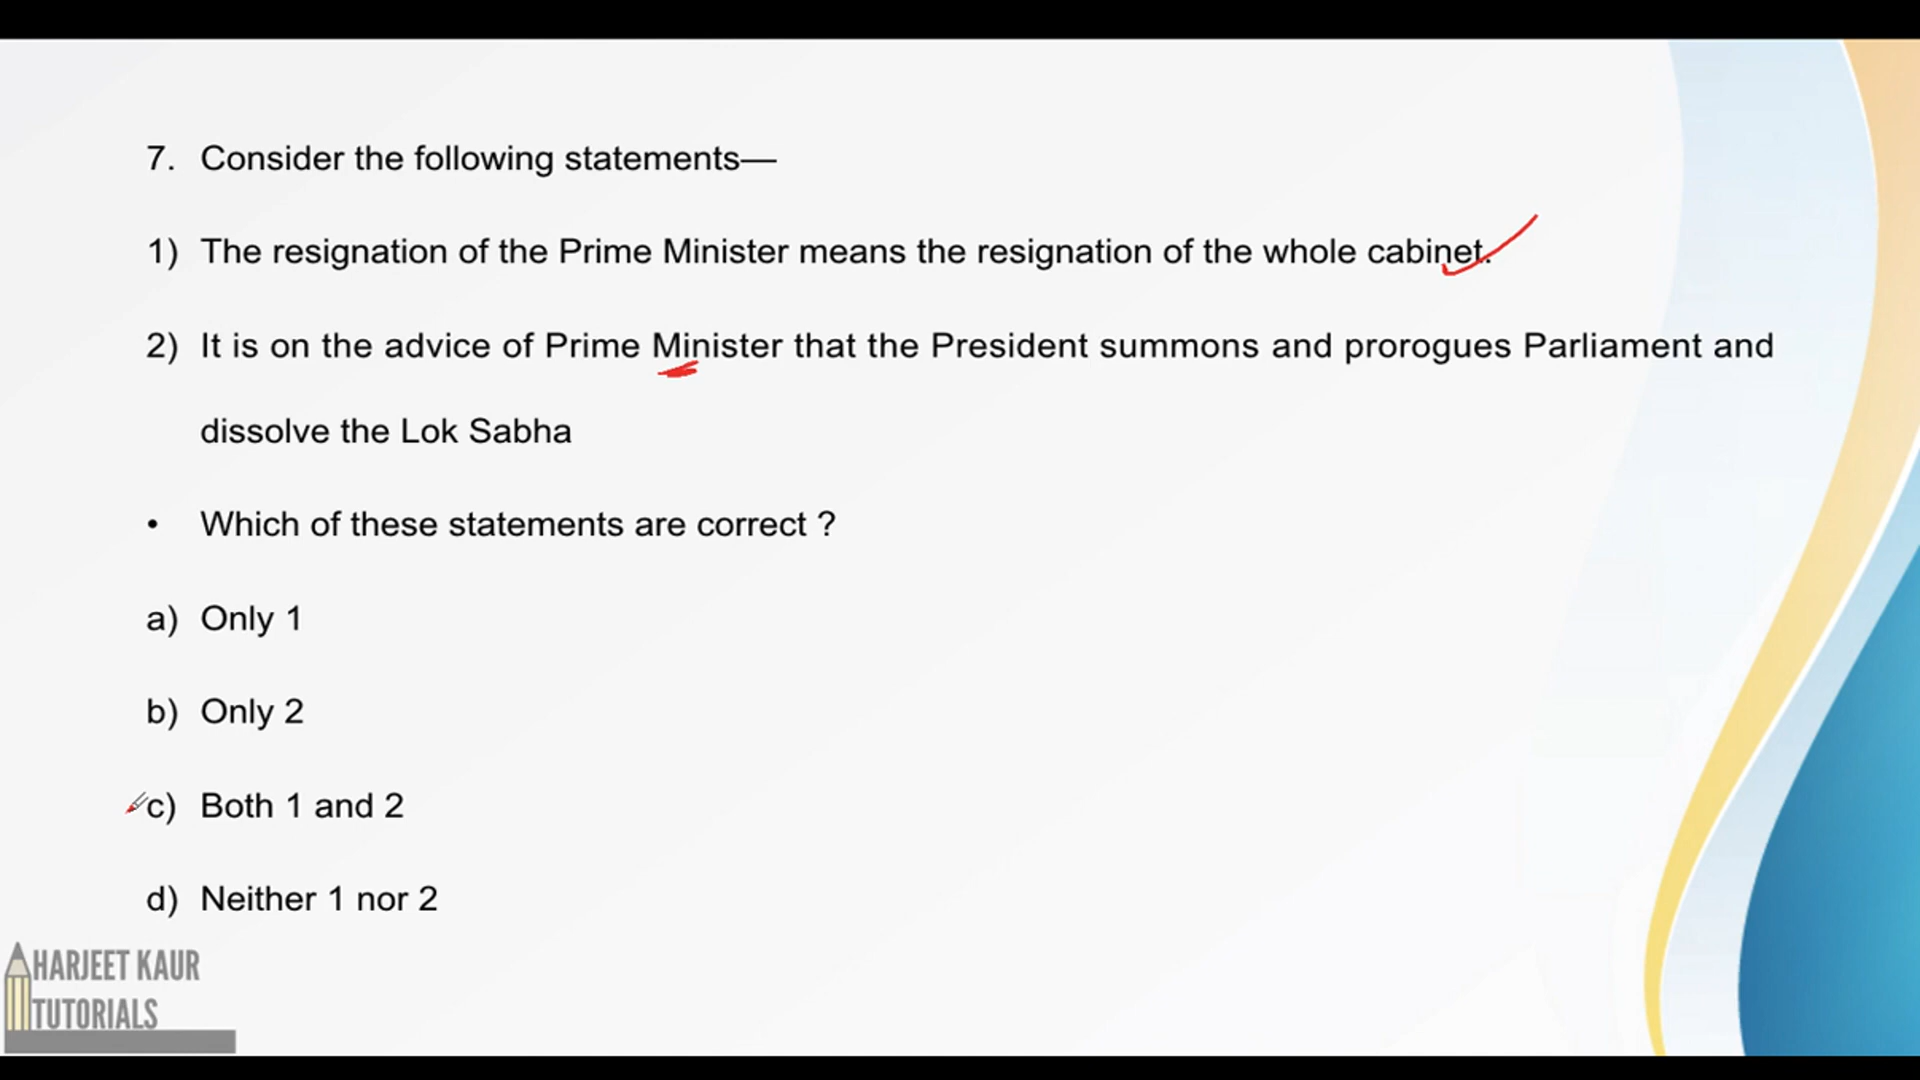 7. Consider the following statements—
1) The resignation of the Prime Minister means the resignation of the whole cabinet.
2) It is on the advice of Prime Minister that the President summons and prorogues Parliament and
dissolve the Lok Sabha
• Which of these statements are correct ?
a) Only 1
b) Only 2
c) Both 1 and 2
d) Neither 1 nor 2
HARJEET KAUR
TUTORIALS